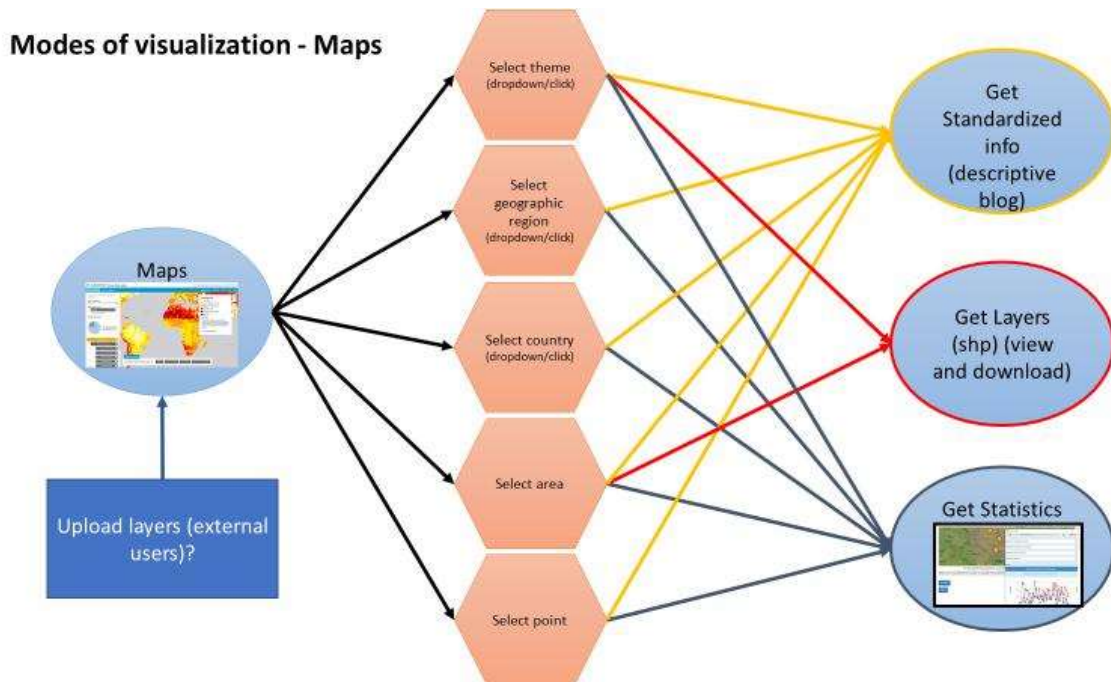 Modes of visualization - Maps
Select theme
(dropdown/click)
Select
geographic
region
(dropdown/click)
Select country
(dropdown/click)
Select area
Select point
Maps
Upload layers (external
users)?
Get
Standardized
info
(descriptive
blog)
Get Layers
(shp) (view
and download)
Get Statistics